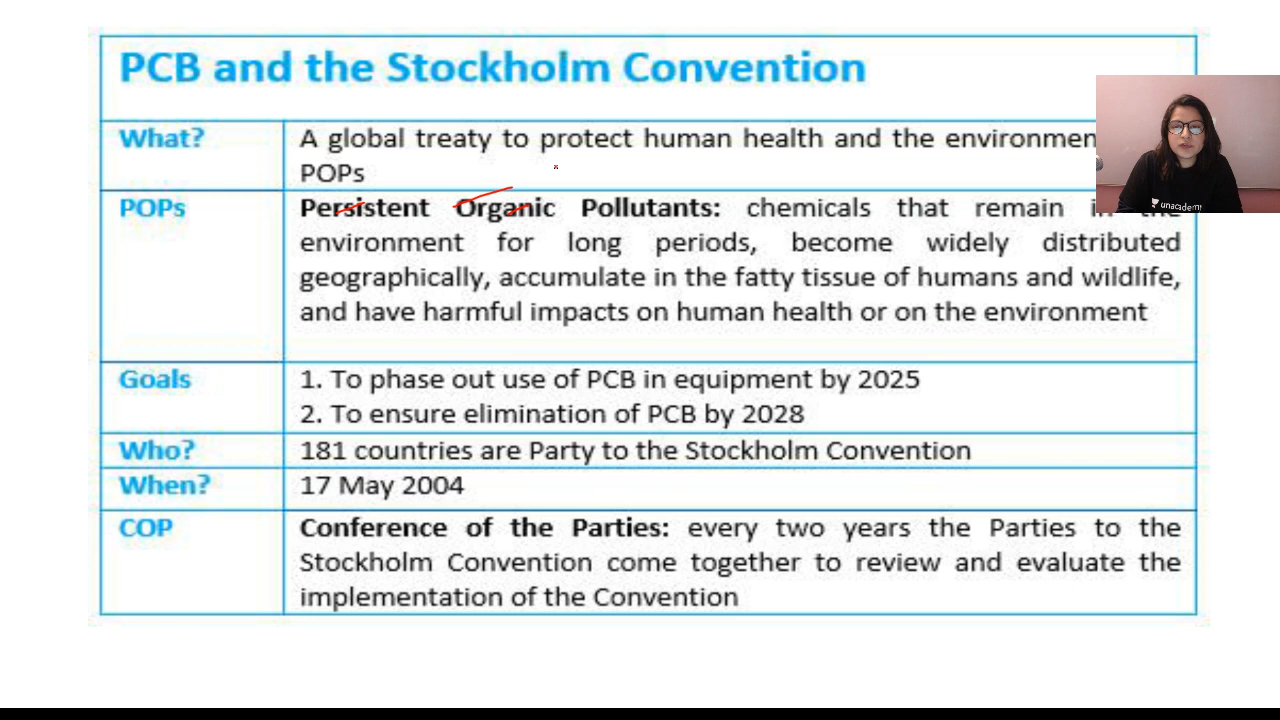 PCB and the Stockholm Convention
What?
A global treaty to protect human health and the environmen
POPs
POPs
Persistent Organic Pollutants: chemicals that remain in the
environment for long periods, become widely distributed
geographically, accumulate in the fatty tissue of humans and wildlife,
and have harmful impacts on human health or on the environment
Goals
1. To phase out use of PCB in equipment by 2025
2. To ensure elimination of PCB by 2028
Who?
181 countries are Party to the Stockholm Convention
When?
17 May 2004
COP
Conference of the Parties: every two years the Parties to the
Stockholm Convention come together to review and evaluate the
implementation of the Convention
unacademy